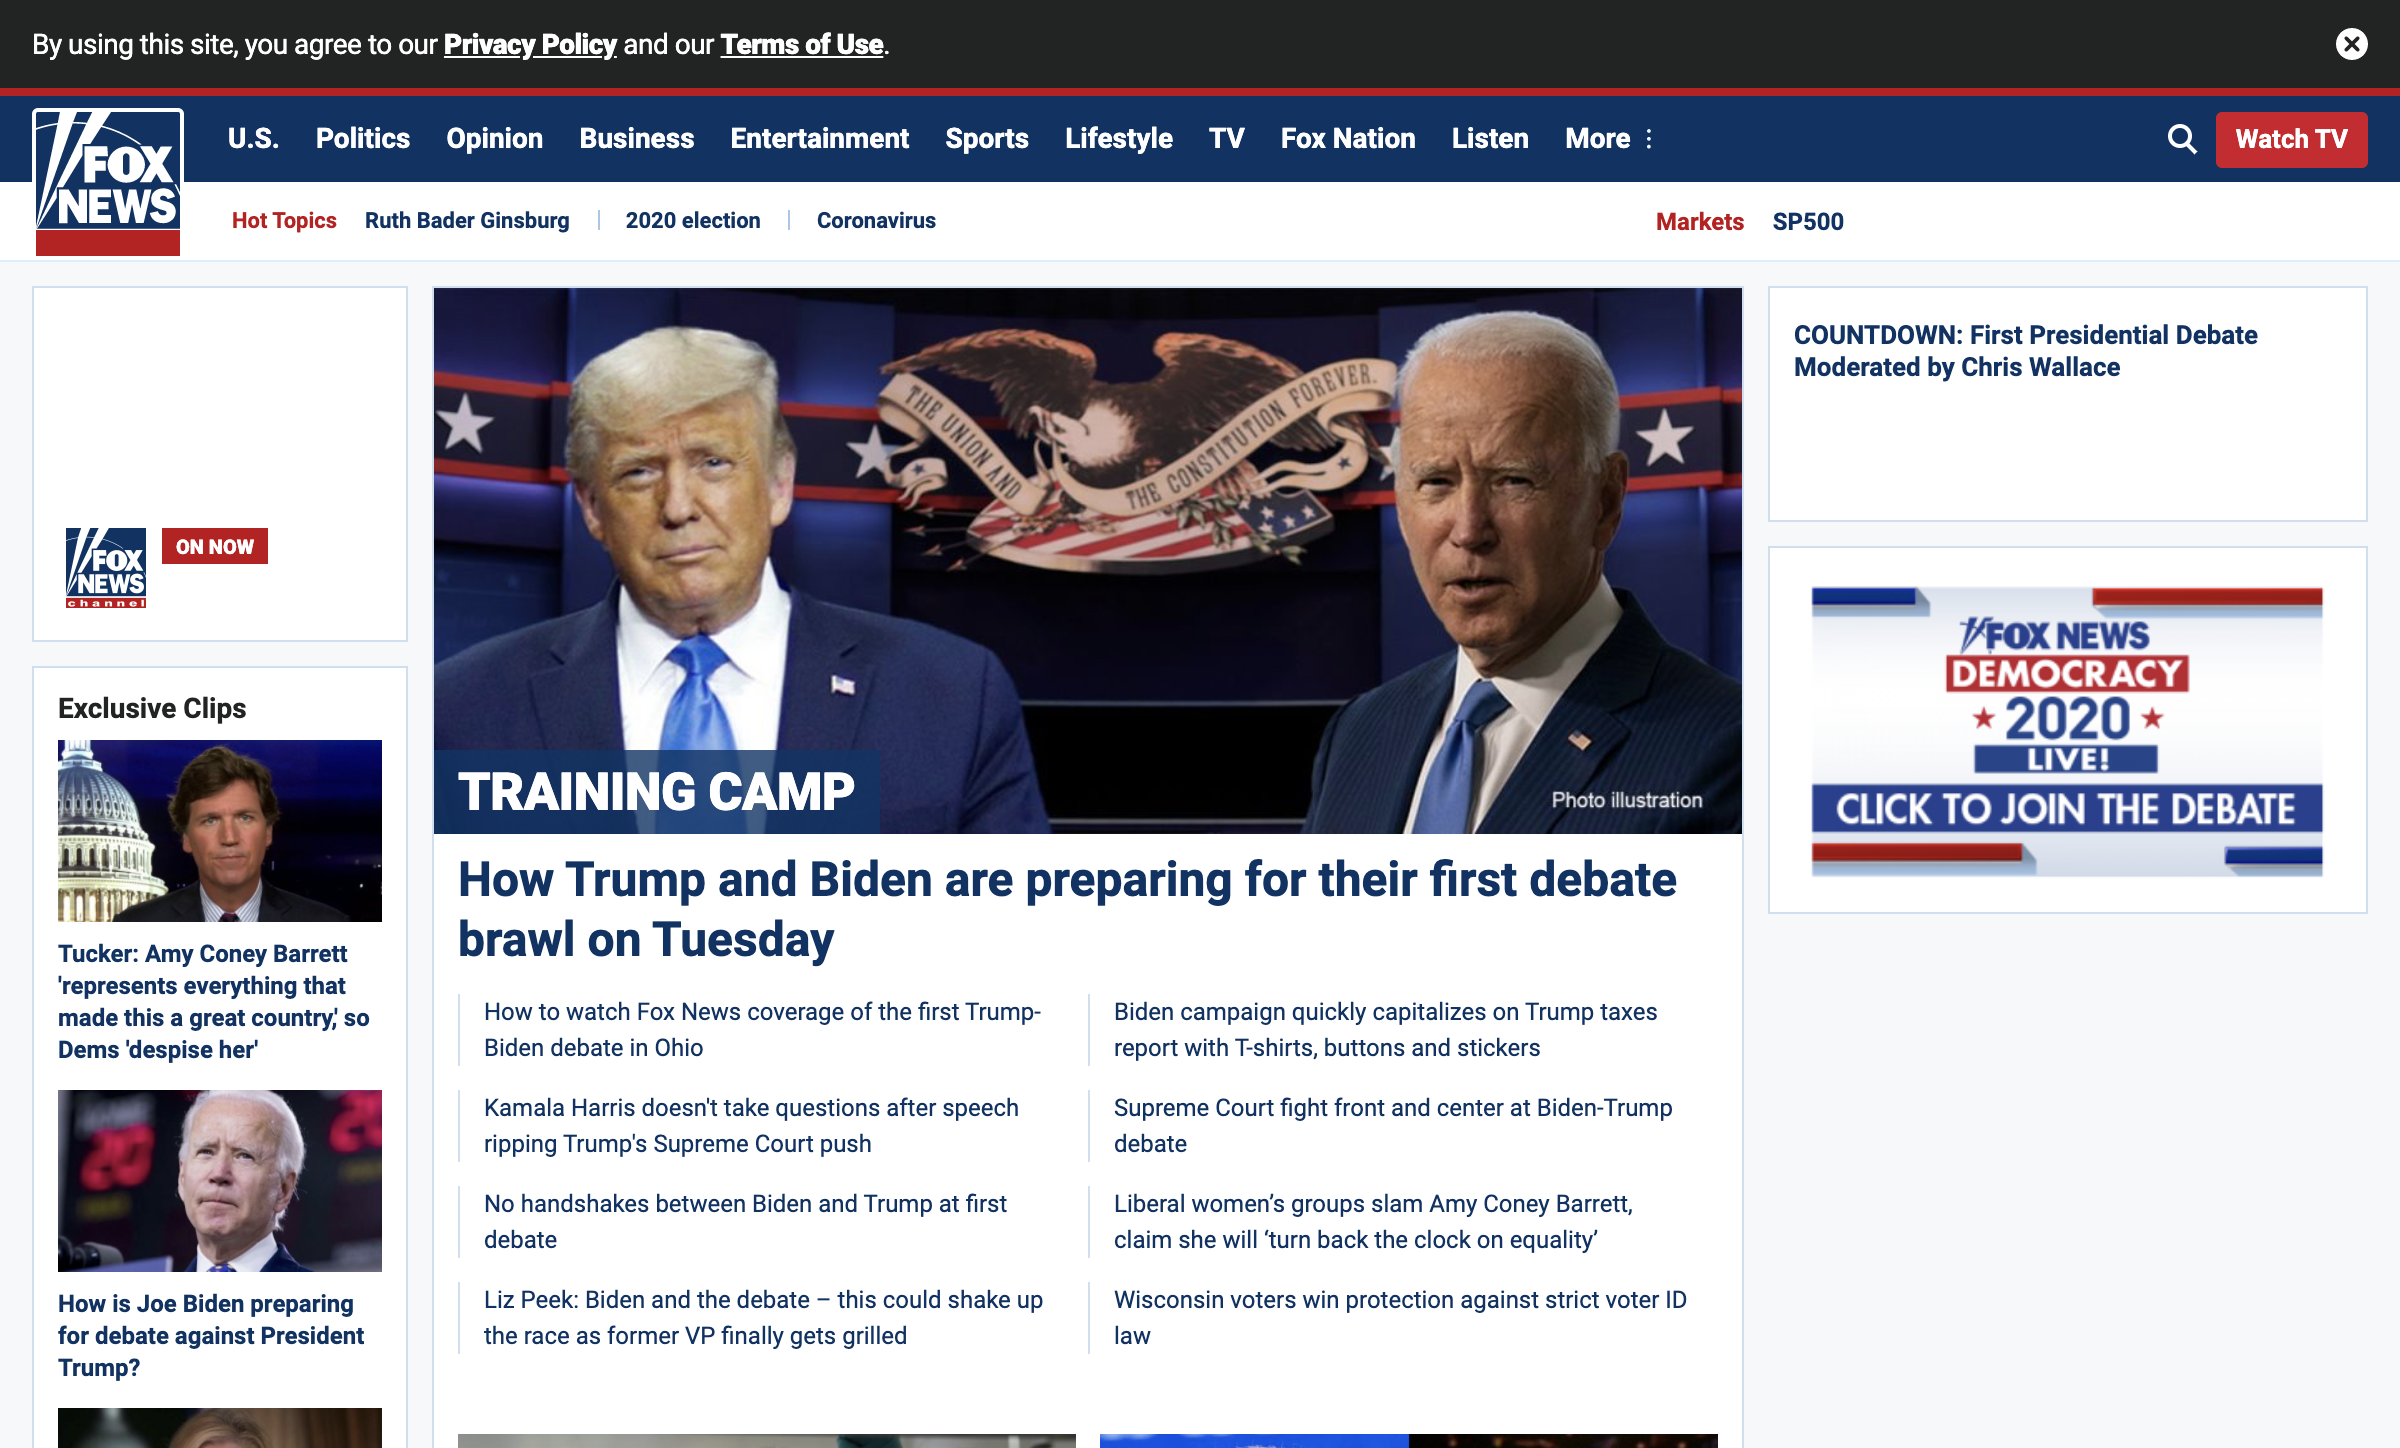 By using this site, you agree to our Privacy Policy and our Terms of Use.
FOX
NEWS
U.S. Politics Opinion Business Entertainment Sports Lifestyle TV Fox Nation Listen More
Watch TV
Hot Topics Ruth Bader Ginsburg 2020 election Coronavirus
Markets SP500
FOX
NEWS
channel
ON NOW
Exclusive Clips
Tucker: Amy Coney Barrett
'represents everything that
made this a great country,' so
Dems 'despise her'
How is Joe Biden preparing
for debate against President
Trump?
THE UNION AND
THE CONSTITUTION FOREVER.
TRAINING CAMP
Photo illustration
How Trump and Biden are preparing for their first debate
brawl on Tuesday
How to watch Fox News coverage of the first Trump-
Biden debate in Ohio
Kamala Harris doesn't take questions after speech
ripping Trump's Supreme Court push
No handshakes between Biden and Trump at first
debate
Liz Peek: Biden and the debate – this could shake up
the race as former VP finally gets grilled
Biden campaign quickly capitalizes on Trump taxes
report with T-shirts, buttons and stickers
Supreme Court fight front and center at Biden-Trump
debate
Liberal women’s groups slam Amy Coney Barrett,
claim she will ‘turn back the clock on equality’
Wisconsin voters win protection against strict voter ID
law
COUNTDOWN: First Presidential Debate
Moderated by Chris Wallace
FOX NEWS
DEMOCRACY
2020
LIVE!
CLICK TO JOIN THE DEBATE